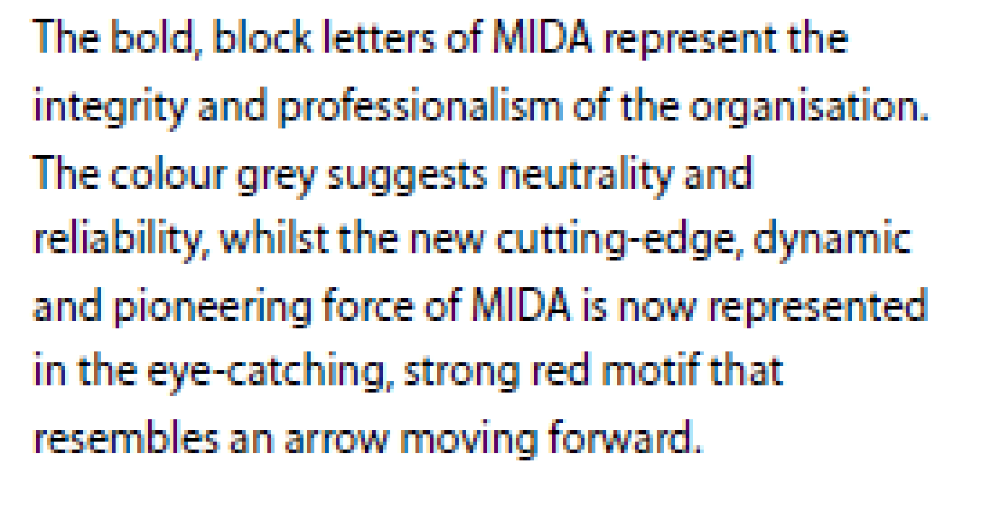 The bold, block letters of MIDA represent the
integrity and professionalism of the organisation.
The colour grey suggests neutrality and
reliability, whilst the new cutting-edge, dynamic
and pioneering force of MIDA is now represented
in the eye-catching, strong red motif that
resembles an arrow moving forward.